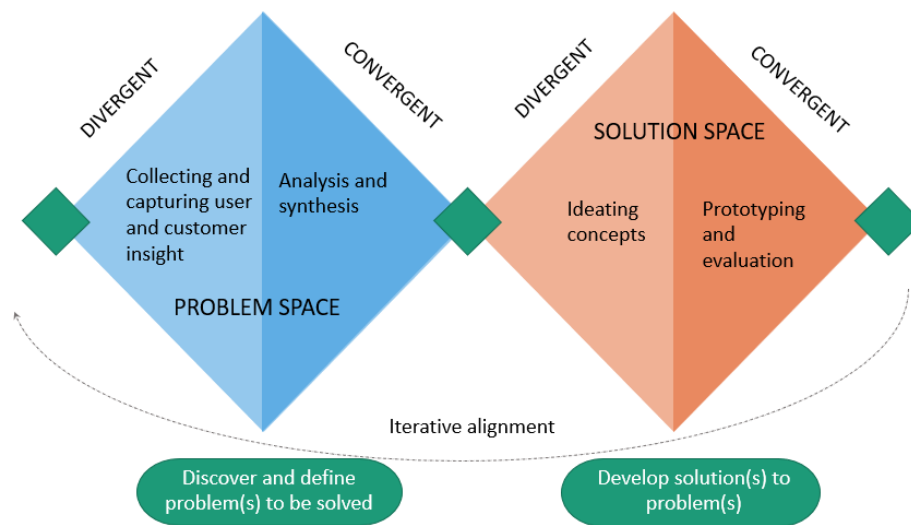 DIVERGENT
CONVERGENT
Collecting and
capturing user
and customer
insight
Analysis and
synthesis
PROBLEM SPACE
DIVERGENT
CONVERGENT
SOLUTION SPACE
Ideating
concepts
Prototyping
and
evaluation
Iterative alignment
Discover and define
problem(s) to be solved
Develop solution(s) to
problem(s)